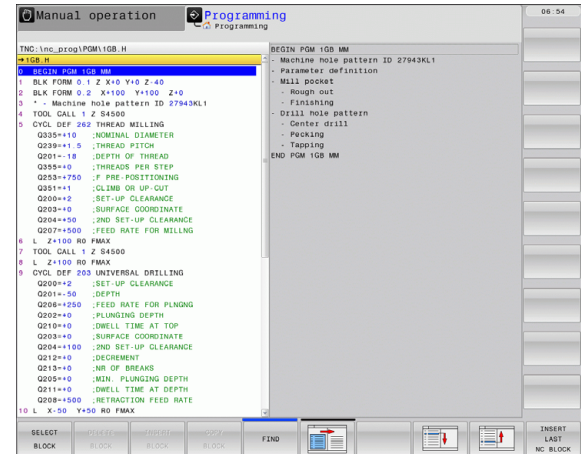 Manual operation
Programming
Programming
06:54
TNC:\nc_prog\PGM\1GB.H
→1GB.H
0 BEGIN PGM 1GB MM
1 BLK FORM 0.1 Z X+0 Y+0 Z-40
2 BLK FORM 0.2 X+100 Y+100 Z+0
3 * - Machine hole pattern ID 27943KL1
4 TOOL CALL 1 Z S4500
5 CYCL DEF 262 THREAD MILLING
Q335=+10 ;NOMINAL DIAMETER
Q239=+1.5 ;THREAD PITCH
Q201=-18 ;DEPTH OF THREAD
Q355=+0 ;THREADS PER STEP
Q253=+750 ;F PRE-POSITIONING
Q351=+1 ;CLIMB OR UP-CUT
Q200=+2 ;SET-UP CLEARANCE
Q203=+0 ;SURFACE COORDINATE
Q204=+50 ;2ND SET-UP CLEARANCE
Q207=+500 ;FEED RATE FOR MILLNG
6 L Z+100 R0 FMAX
7 TOOL CALL 1 Z S4500
8 L Z+100 R0 FMAX
9 CYCL DEF 203 UNIVERSAL DRILLING
Q200=+2 ;SET-UP CLEARANCE
Q201=-50 ;DEPTH
Q206=+250 ;FEED RATE FOR PLNGNG
Q202=+0 ;PLUNGING DEPTH
Q210=+0 ;DWELL TIME AT TOP
Q203=+0 ;SURFACE COORDINATE
Q204=+100 ;2ND SET-UP CLEARANCE
Q212=+0 ;DECREMENT
Q213=+0 ;NR OF BREAKS
Q205=+0 ;MIN. PLUNGING DEPTH
Q211=+0 ;DWELL TIME AT DEPTH
Q208=+500 ;RETRACTION FEED RATE
10 L X-50 Y+50 R0 FMAX
BEGIN PGM 1GB MM
- Machine hole pattern ID 27943KL1
- Parameter definition
- Mill pocket
- Rough out
- Finishing
- Drill hole pattern
- Center drill
- Pecking
- Tapping
END PGM 1GB MM
SELECT
BLOCK
DELETE
BLOCK
INSERT
BLOCK
COPY
BLOCK
FIND
INSERT
LAST
NC BLOCK